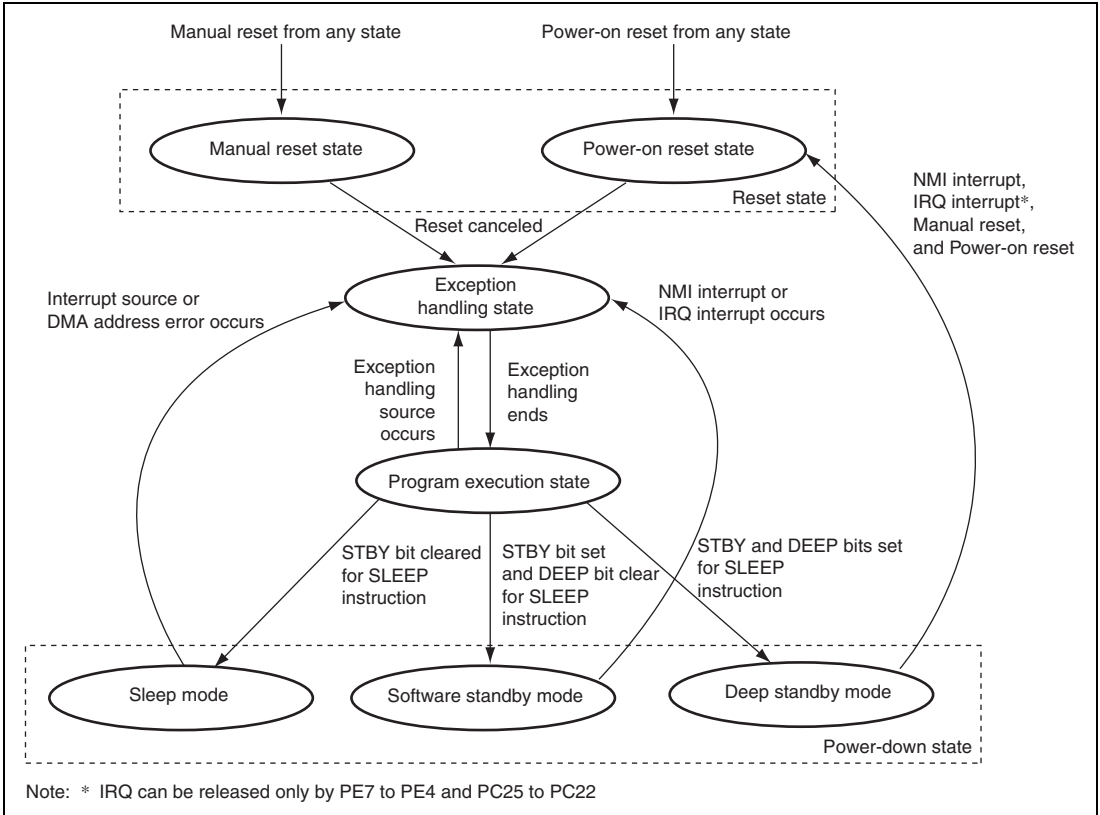 Manual reset from any state
Power-on reset from any state
Manual reset state
Power-on reset state
Reset state
NMI interrupt,
IRQ interrupt*,
Manual reset,
and Power-on reset
Reset canceled
Exception
handling state
Interrupt source or
DMA address error occurs
NMI interrupt or
IRQ interrupt occurs
Exception
handling
source
occurs
Exception
handling
ends
Program execution state
STBY bit cleared
for SLEEP
instruction
STBY bit set
and DEEP bit clear
for SLEEP
instruction
STBY and DEEP bits set
for SLEEP
instruction
Sleep mode
Software standby mode
Deep standby mode
Power-down state
Note: * IRQ can be released only by PE7 to PE4 and PC25 to PC22